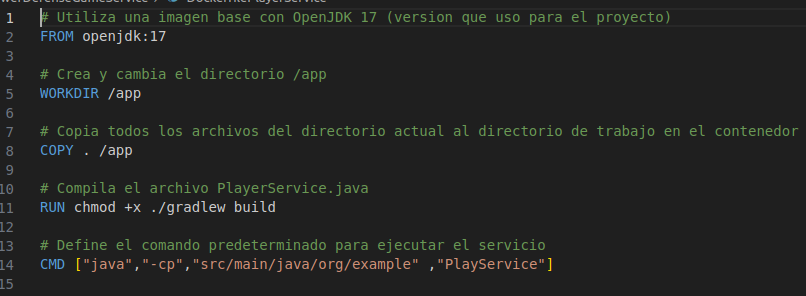 1 # Utiliza una imagen base con OpenJDK 17 (version que uso para el proyecto)
2 FROM openjdk:17
3
4 # Crea y cambia el directorio /app
5 WORKDIR /app
6
7 # Copia todos los archivos del directorio actual al directorio de trabajo en el contenedor
8 COPY . /app
9
10 # Compila el archivo PlayerService.java
11 RUN chmod +x ./gradlew build
12
13 # Define el comando predeterminado para ejecutar el servicio
14 CMD ["java","-cp","src/main/java/org/example" ,"PlayService"]
15